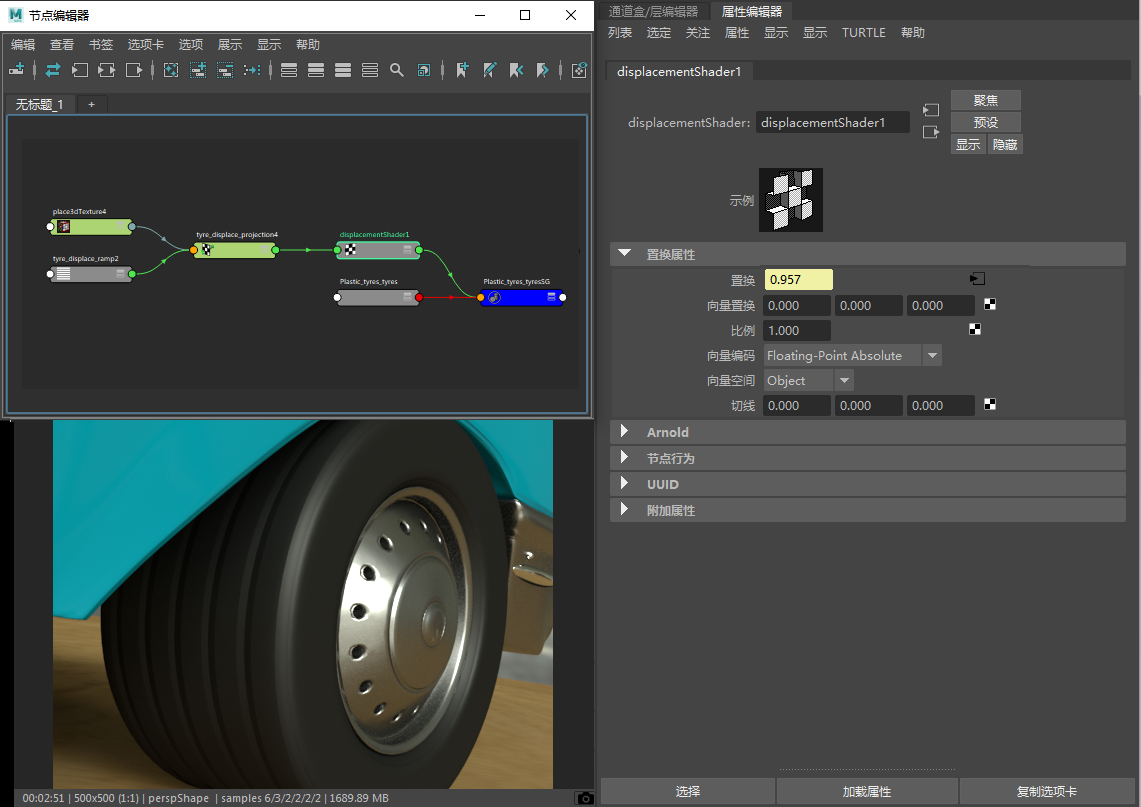 节点编辑器
编辑 查看 书签 选项卡 选项 展示 显示 帮助
无标题_1 +
place3dTexture4
tyre_displace_ramp2
tyre_displace_projection4
displacementShader1
Plastic_tyres_tyres
Plastic_tyres_tyresSG
00:02:51 | 500x500 (1:1) | perspShape | samples 6/3/2/2/2/2 | 1689.89 MB
通道盒/层编辑器 属性编辑器
列表 选定 关注 属性 显示 显示 TURTLE 帮助
displacementShader1
displacementShader: displacementShader1
聚焦
预设
显示 隐藏
示例
置换属性
置换 0.957
向量置换 0.000 0.000 0.000
比例 1.000
向量编码 Floating-Point Absolute
向量空间 Object
切线 0.000 0.000 0.000
Arnold
节点行为
UUID
附加属性
选择 加载属性 复制选项卡